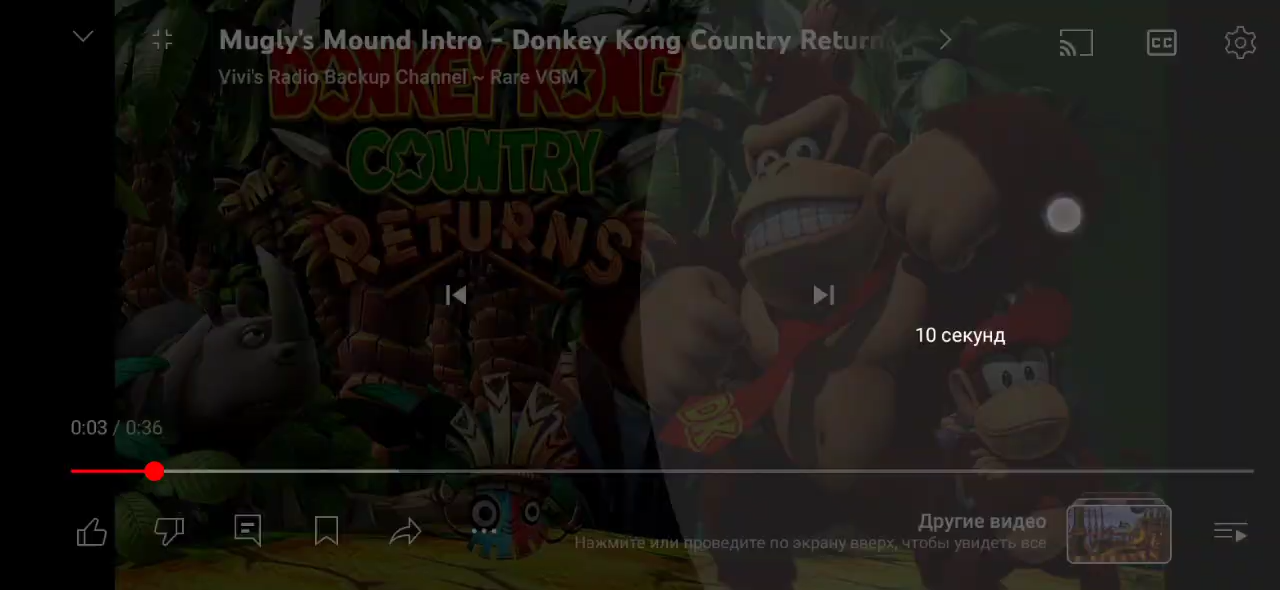 Mugly's Mound Intro - Donkey Kong Country Return
Vivi's Radio Backup Channel ~ Rare VGM
CC
DONKEY KONG
COUNTRY
RETURNS
DK
10 секунд
0:03 / 0:36
Другие видео
Нажмите или проведите по экрану вверх, чтобы увидеть все